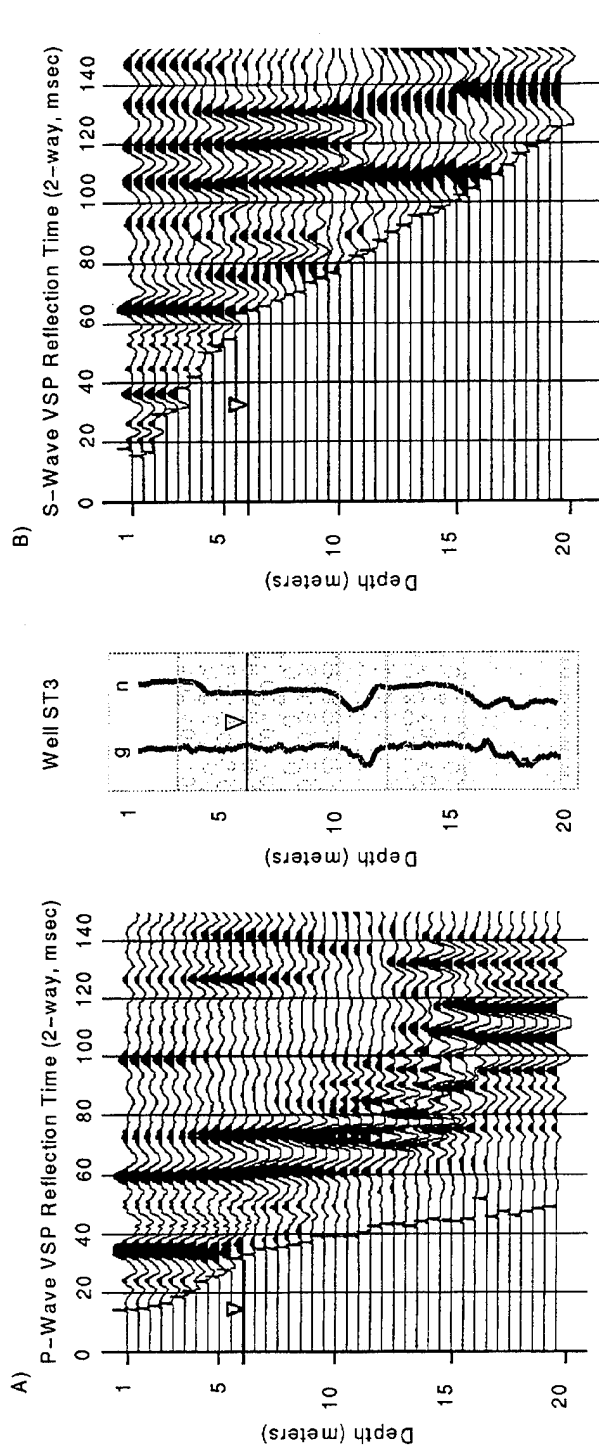 A)
P-Wave VSP Reflection Time (2-way, msec)
0 20 40 60 80 100 120 140
1
5
10
15
20
Depth (meters)
Well ST3
g n
1
5
10
15
20
Depth (meters)
B)
S-Wave VSP Reflection Time (2-way, msec)
0 20 40 60 80 100 120 140
1
5
10
15
20
Depth (meters)